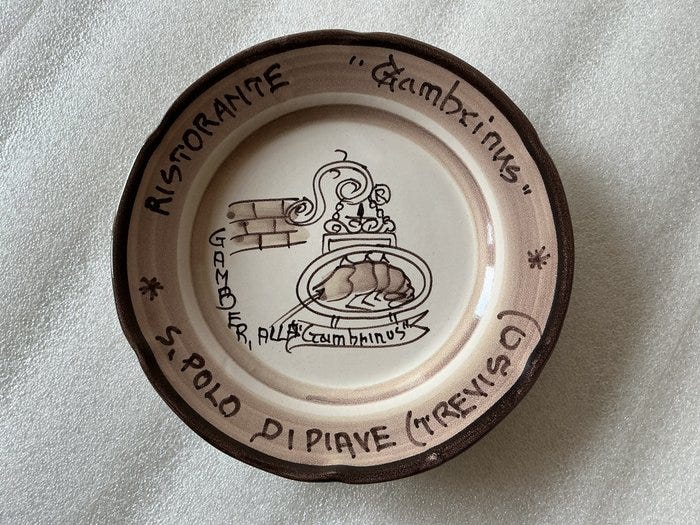 RISTORANTE "Gambrinus"
GAMBERI ALLA "Gambrinus"
* S. POLO DI PIAVE (TREVISO) *